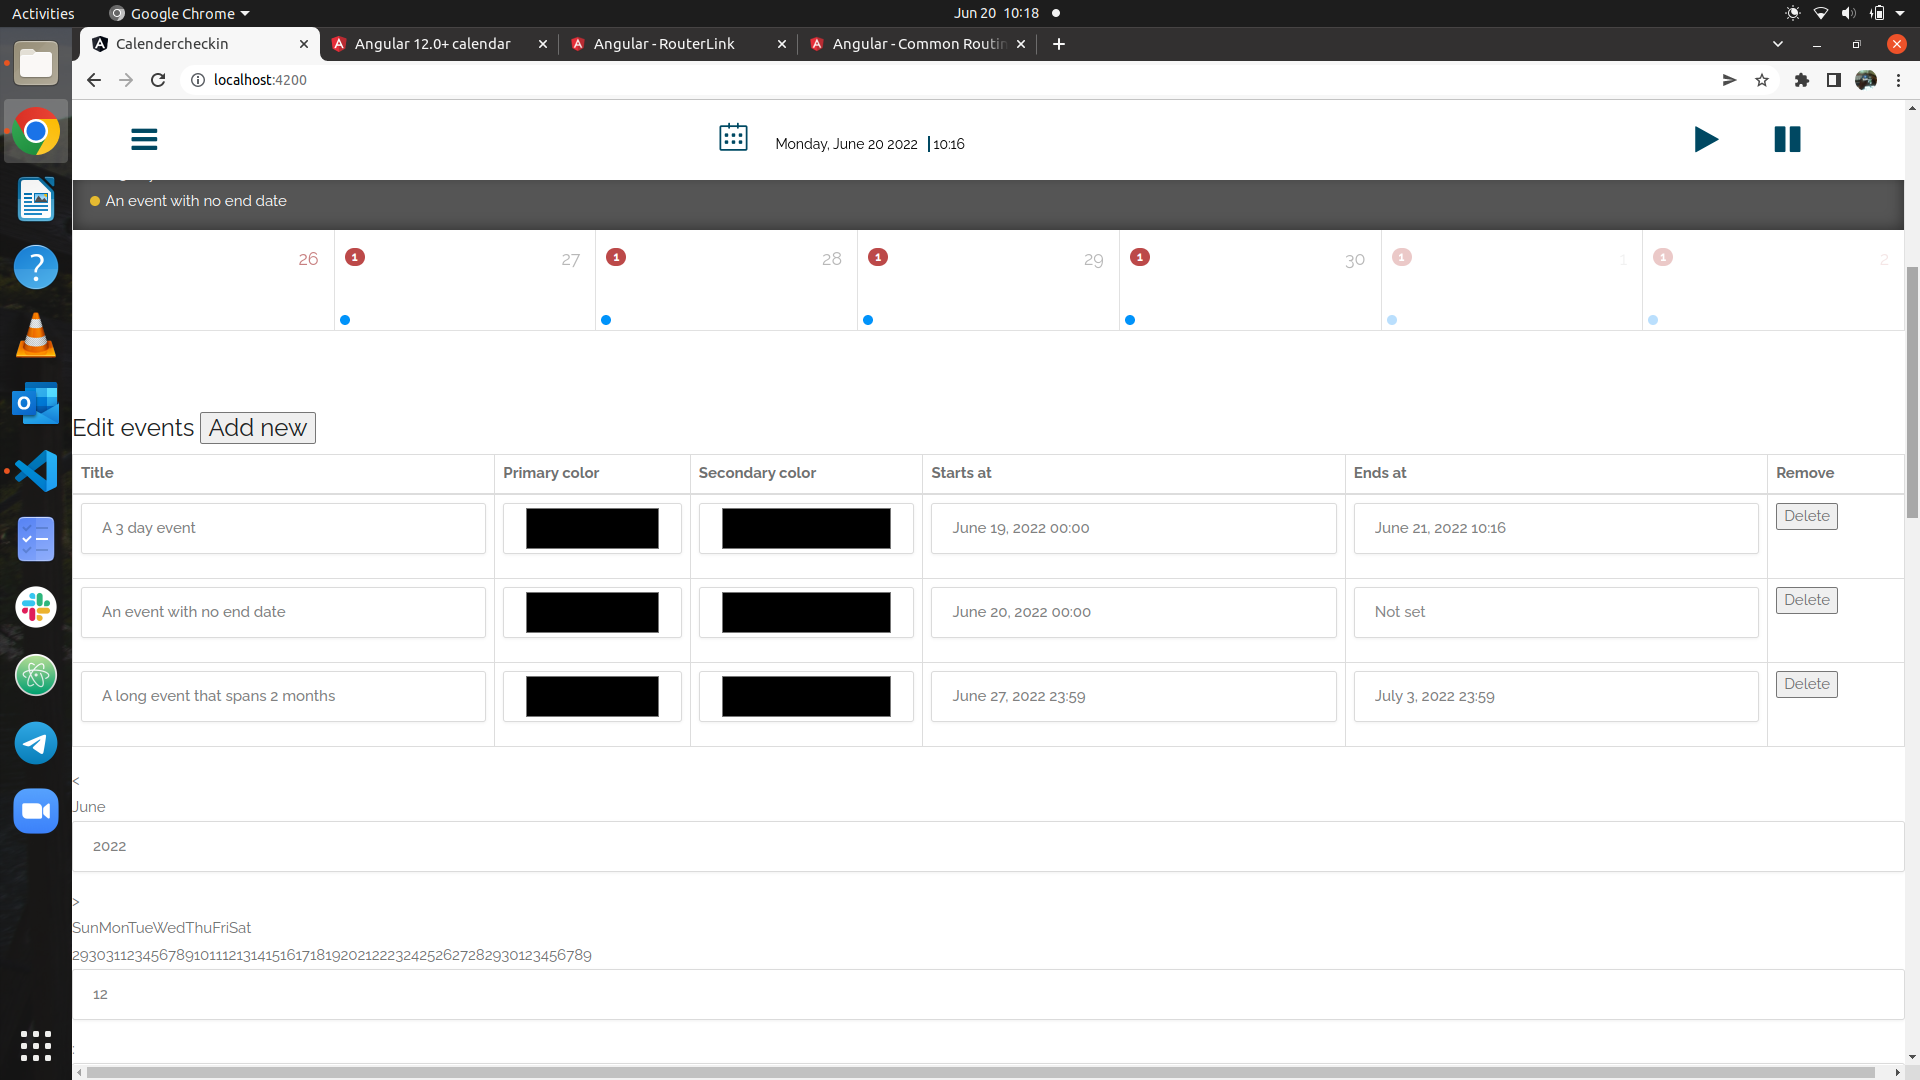 Activities Google Chrome Jun 20 10:18
Calendercheckin Angular 12.0+ calendar Angular - RouterLink Angular - Common Routin
localhost:4200
Monday, June 20 2022 10:16
An event with no end date
26 1 27 1 28 1 29 1 30 1 1 1 2
Edit events Add new
Title Primary color Secondary color Starts at Ends at Remove
A 3 day event June 19, 2022 00:00 June 21, 2022 10:16 Delete
An event with no end date June 20, 2022 00:00 Not set Delete
A long event that spans 2 months June 27, 2022 23:59 July 3, 2022 23:59 Delete
<
June
2022
>
SunMonTueWedThuFriSat
293031123456789101112131415161718192021222324252627282930123456789
12
: